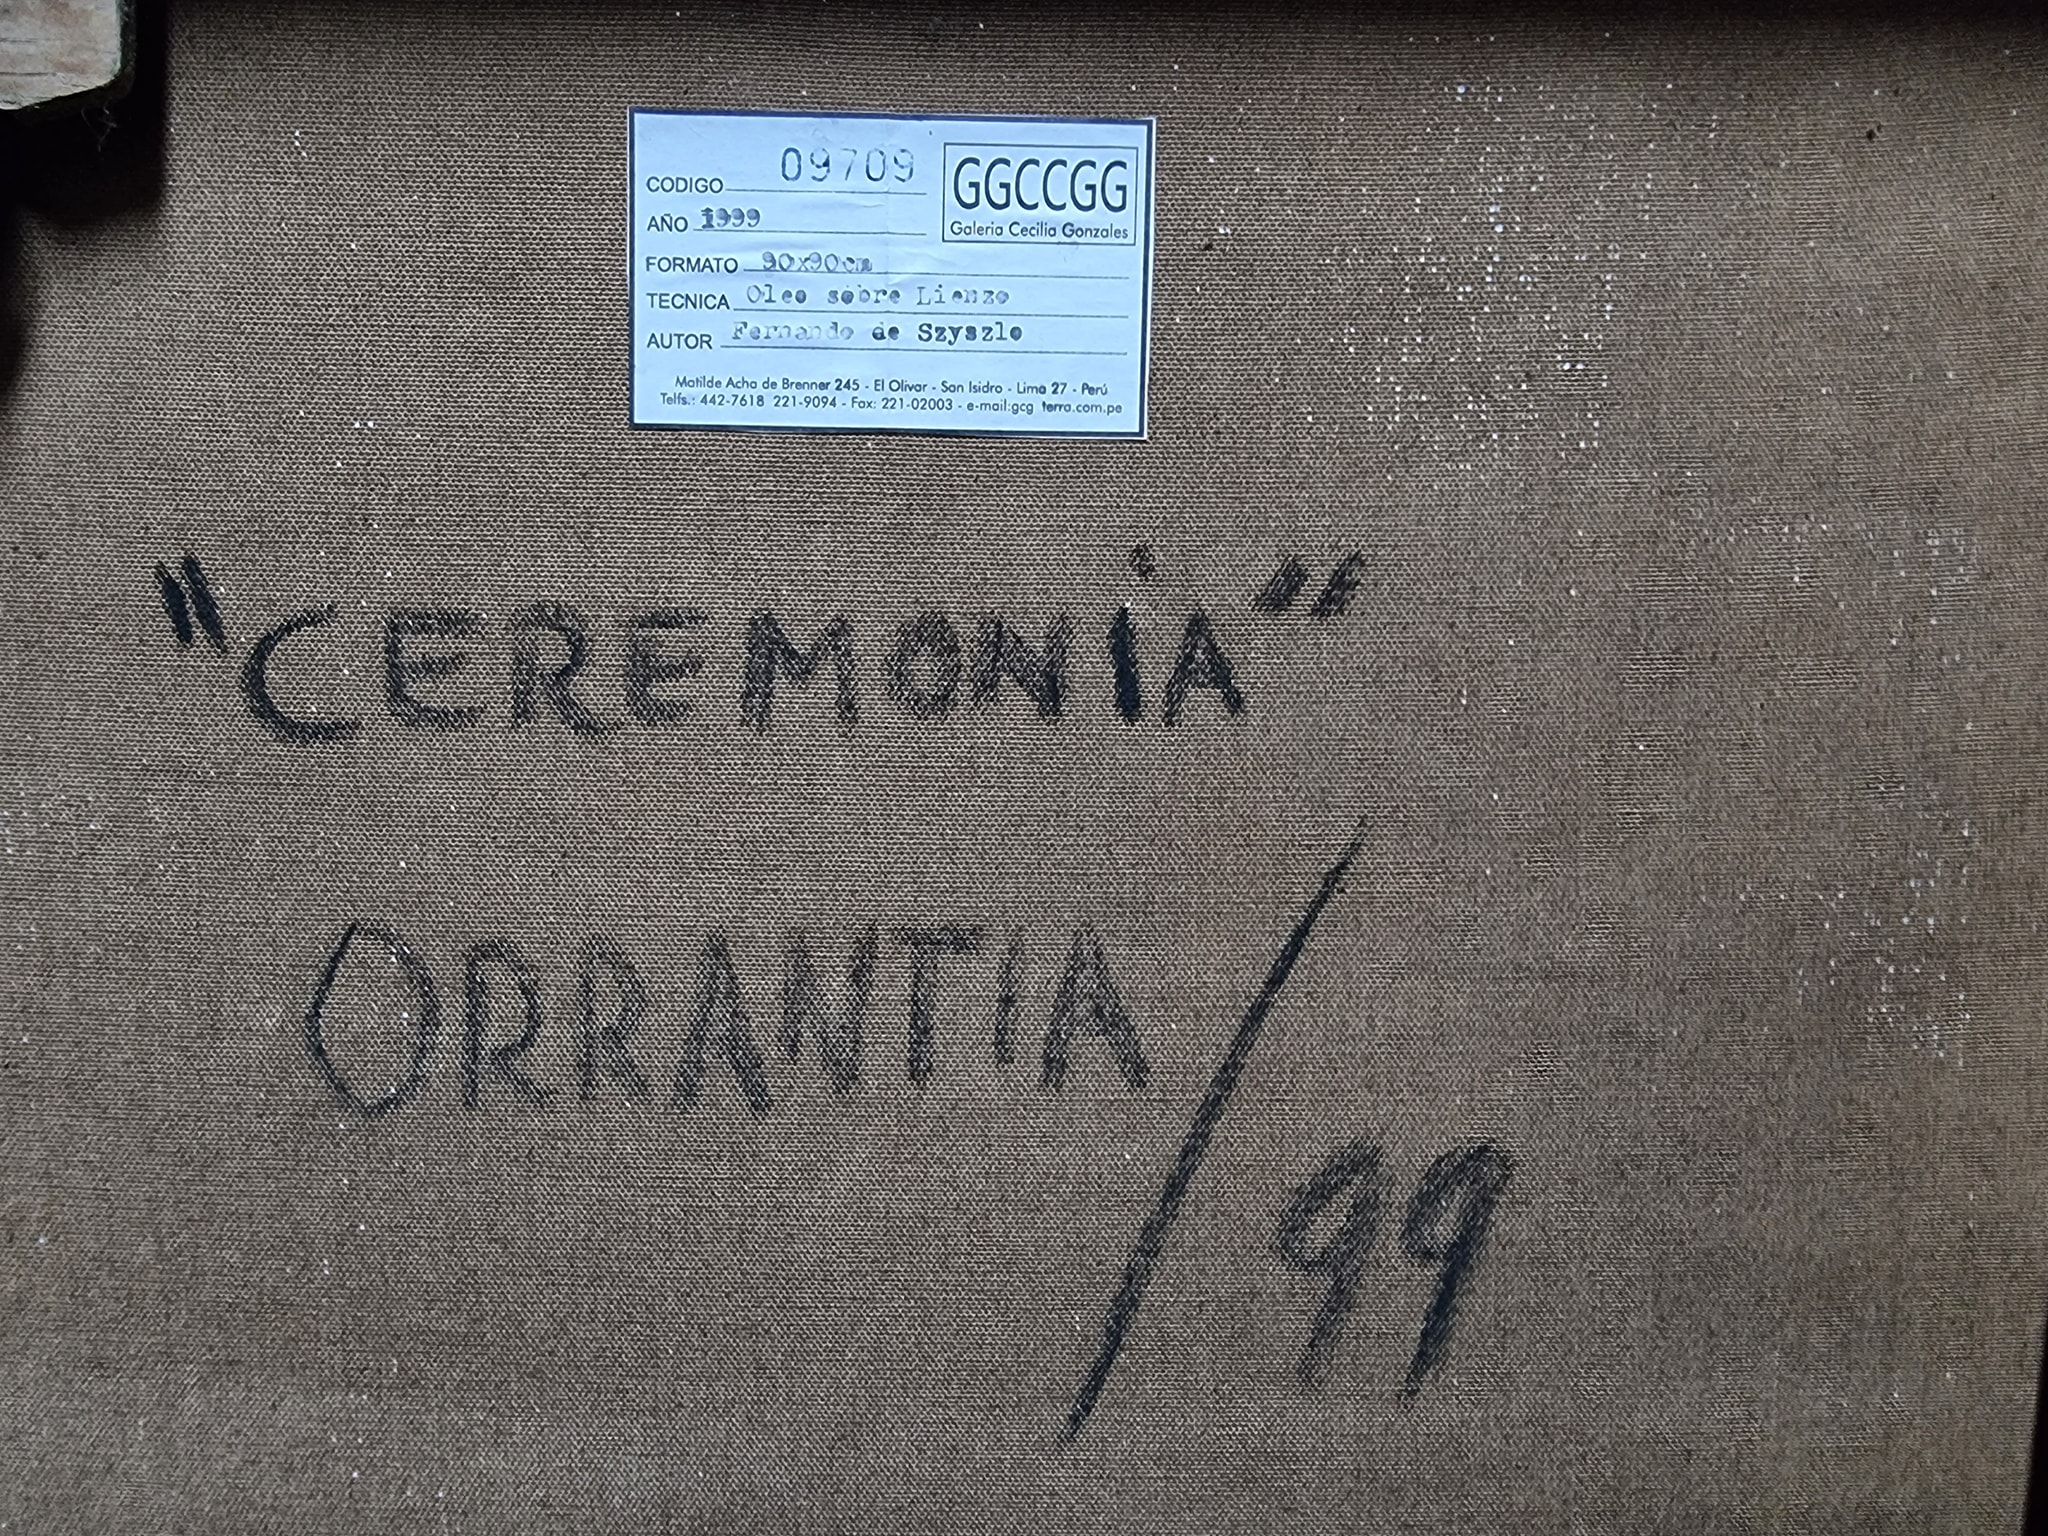 CODIGO 09709
GGCCGG
Galeria Cecilia Gonzales
AÑO 1999
FORMATO 90x90cm
TECNICA Oleo sobre Lienzo
AUTOR Fernando de Szyszlo
Matilde Acha de Brenner 245 - El Olivar - San Isidro - Lima 27 - Perú
Telfs.: 442-7618 221-9094 - Fax: 221-02003 - e-mail:gcg terra.com.pe
"CEREMONIA"
ORRANTIA / 99